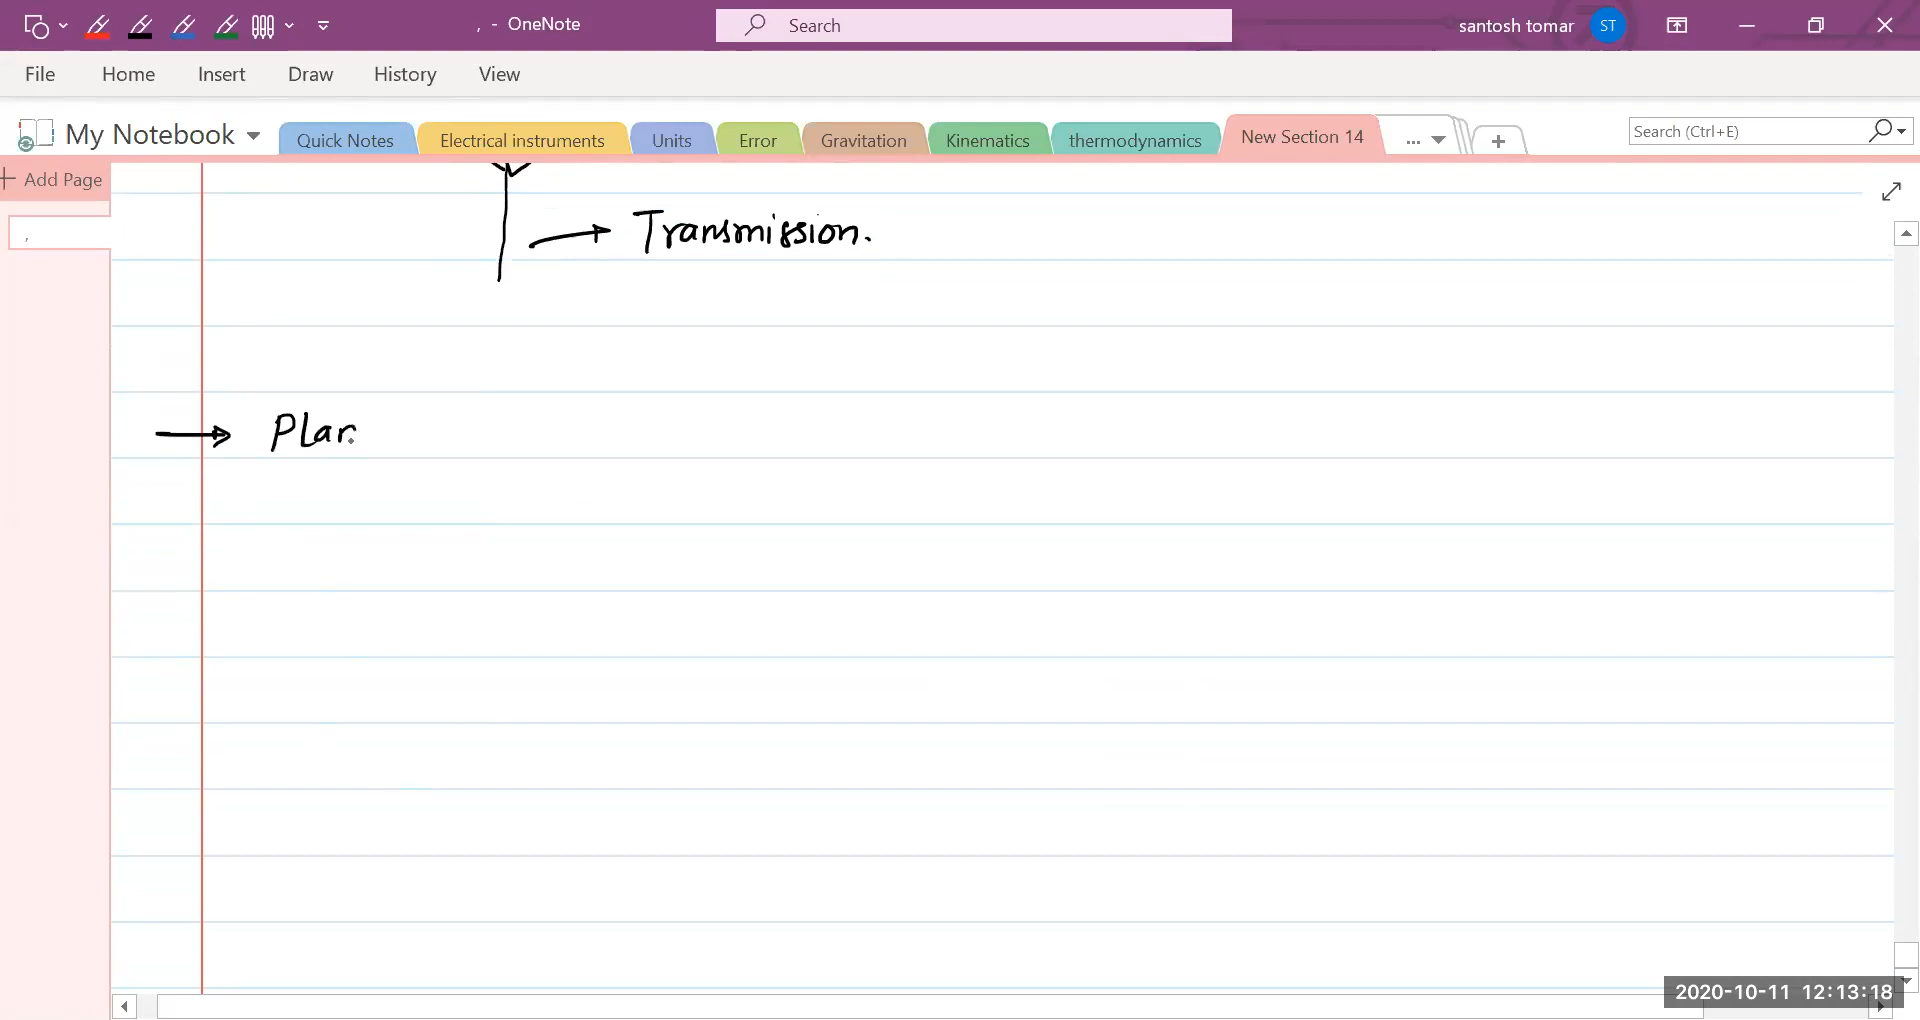 , - OneNote
Search
santosh tomar
ST
File Home Insert Draw History View
My Notebook
Quick Notes
Electrical instruments
Units
Error
Gravitation
Kinematics
thermodynamics
New Section 14
...
Search (Ctrl+E)
Add Page
,
Transmission.
Plan
2020-10-11 12:13:18